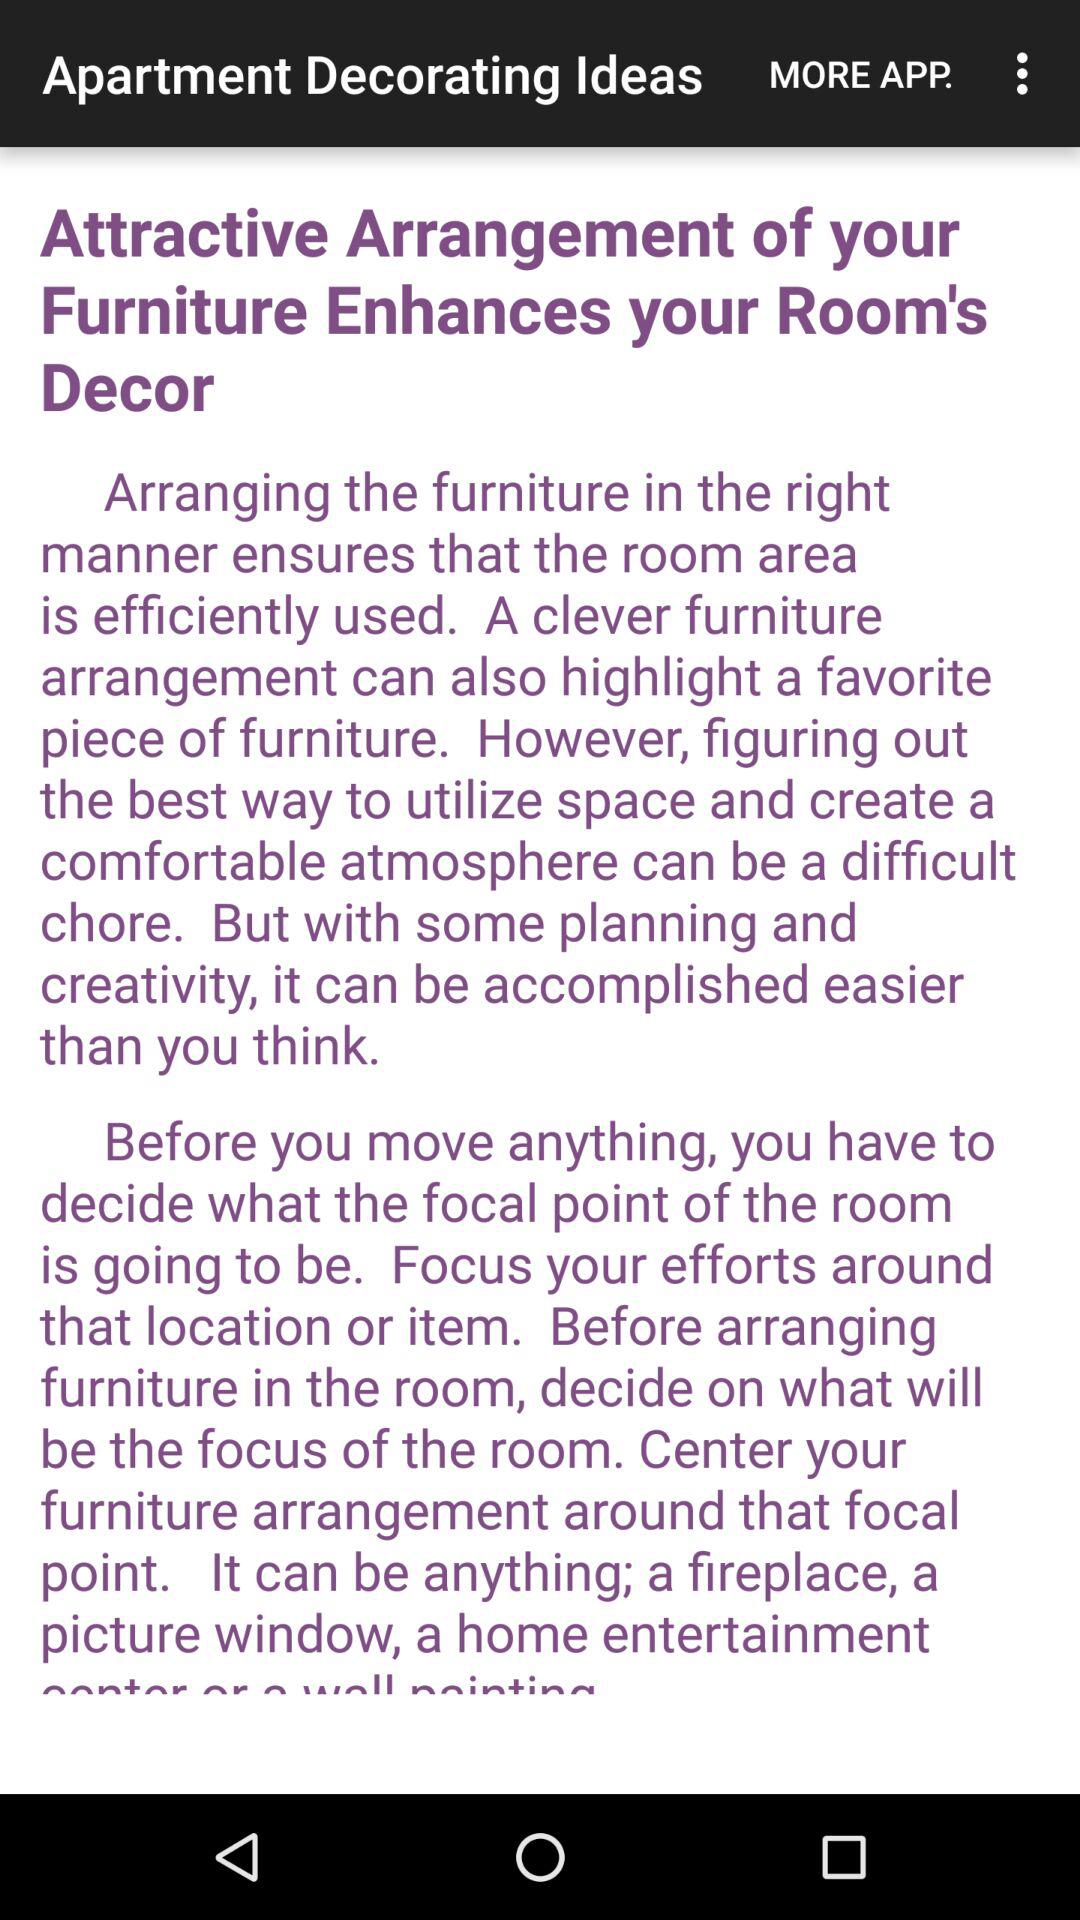 Apartment Decorating Ideas MORE APP.
Attractive Arrangement of your
Furniture Enhances your Room's
Decor
Arranging the furniture in the right
manner ensures that the room area
is efficiently used.  A clever furniture
arrangement can also highlight a favorite
piece of furniture.  However, figuring out
the best way to utilize space and create a
comfortable atmosphere can be a difficult
chore.  But with some planning and
creativity, it can be accomplished easier
than you think.
Before you move anything, you have to
decide what the focal point of the room
is going to be.  Focus your efforts around
that location or item.  Before arranging
furniture in the room, decide on what will
be the focus of the room. Center your
furniture arrangement around that focal
point.   It can be anything; a fireplace, a
picture window, a home entertainment
center or a wall painting